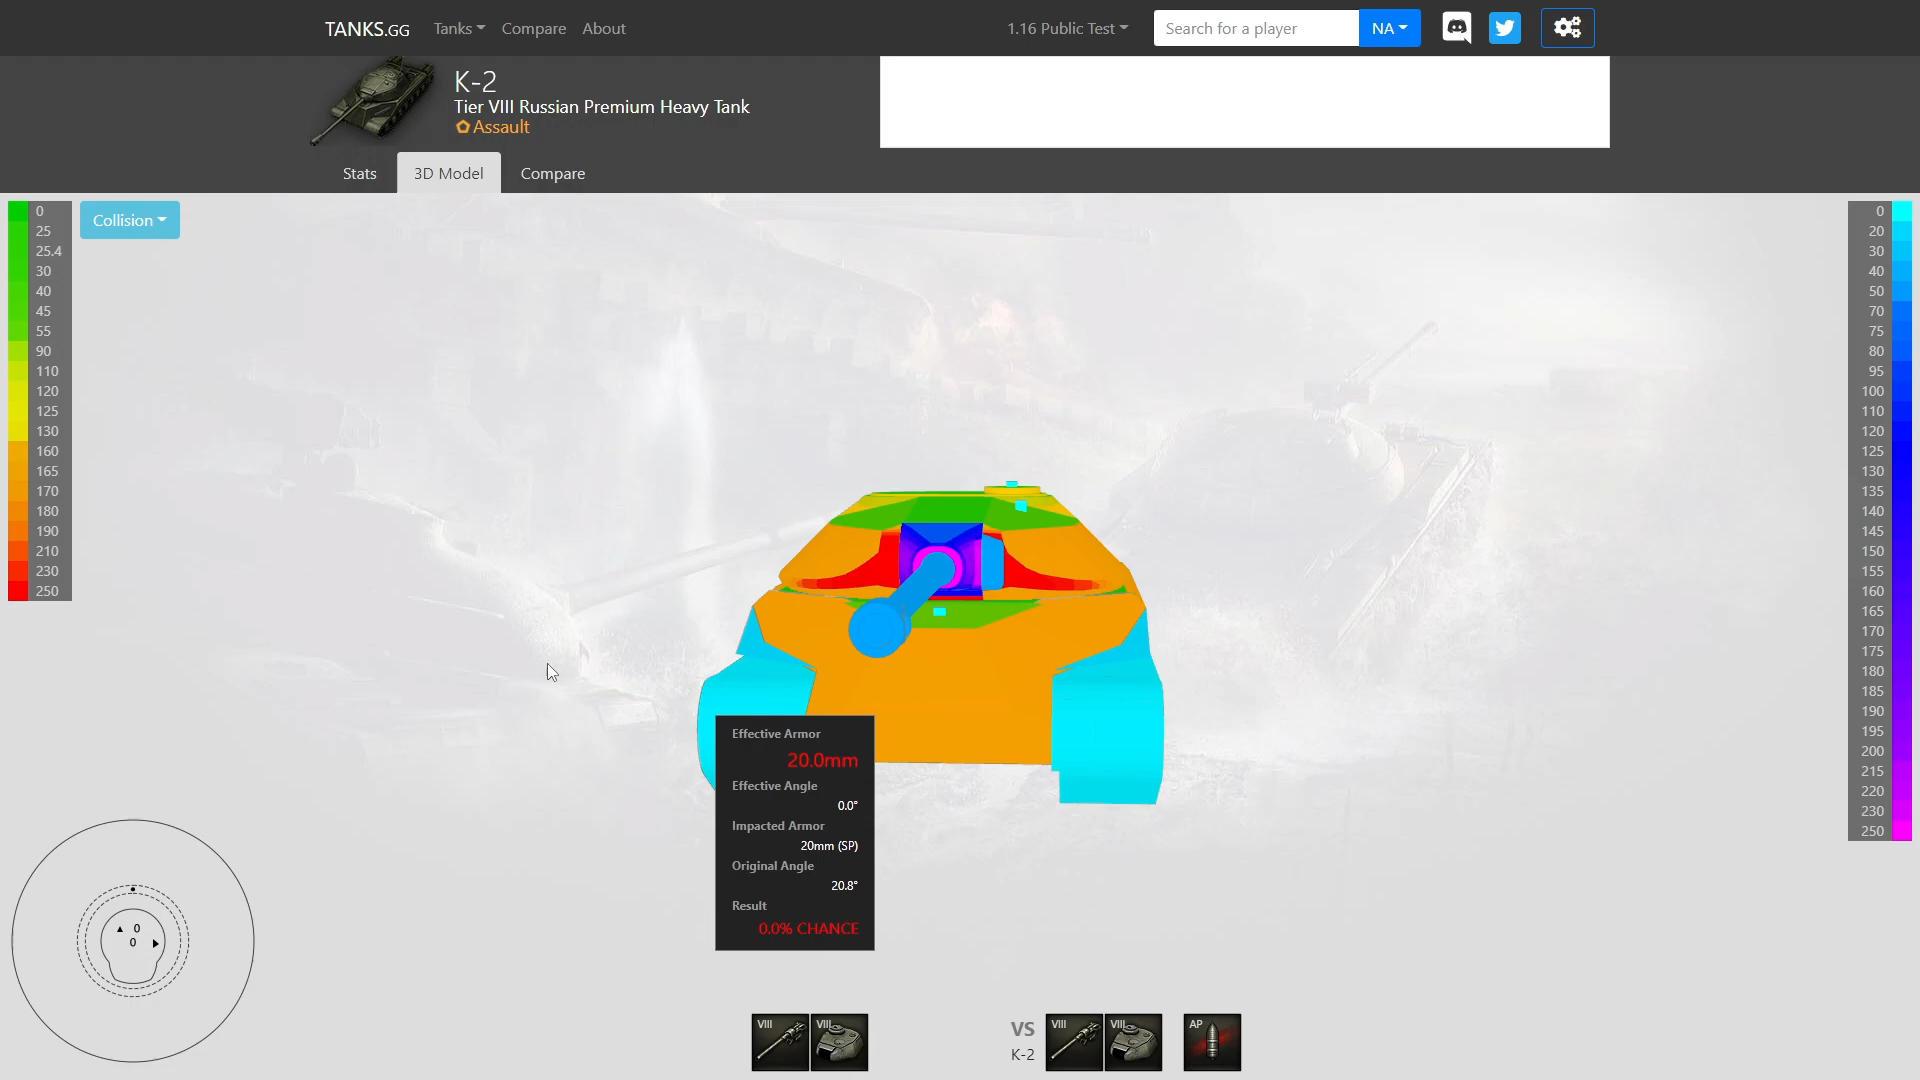 TANKS.GG
Tanks
Compare
About
1.16 Public Test
Search for a player
NA
K-2
Tier VIII Russian Premium Heavy Tank
Assault
Stats
3D Model
Compare
Collision
0
25
25.4
30
40
45
55
90
110
120
125
130
160
165
170
180
190
210
230
250
0
20
30
40
50
70
75
80
95
100
110
120
125
130
135
140
145
150
155
160
165
170
175
180
185
190
195
200
215
220
230
250
Effective Armor
20.0mm
Effective Angle
0.0°
Impacted Armor
20mm (SP)
Original Angle
20.8°
Result
0.0% CHANCE
0
0
VIII
VIII
VS
K-2
VIII
VIII
AP